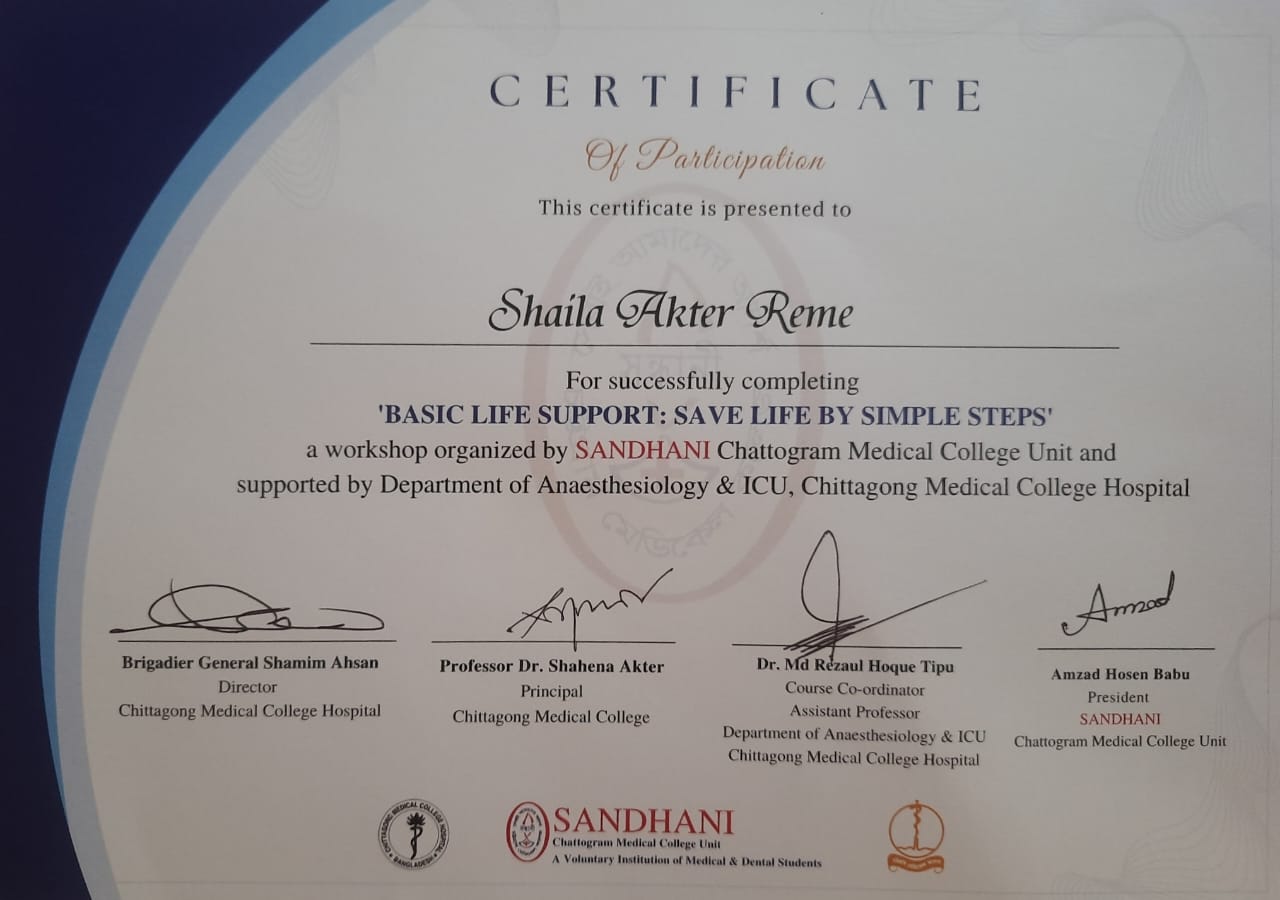 CERTIFICATE
Of Participation
This certificate is presented to
Shaila Akter Reme
For successfully completing
'BASIC LIFE SUPPORT: SAVE LIFE BY SIMPLE STEPS'
a workshop organized by SANDHANI Chattogram Medical College Unit and
supported by Department of Anaesthesiology & ICU, Chittagong Medical College Hospital
Amzad
Brigadier General Shamim Ahsan
Director
Chittagong Medical College Hospital
Professor Dr. Shahena Akter
Principal
Chittagong Medical College
Dr. Md Rezaul Hoque Tipu
Course Co-ordinator
Assistant Professor
Department of Anaesthesiology & ICU
Chittagong Medical College Hospital
Amzad Hosen Babu
President
SANDHANI
Chattogram Medical College Unit
CHITTAGONG MEDICAL COLLEGE HOSPITAL
BANGLADESH
SANDHANI
Chattogram Medical College Unit
A Voluntary Institution of Medical & Dental Students